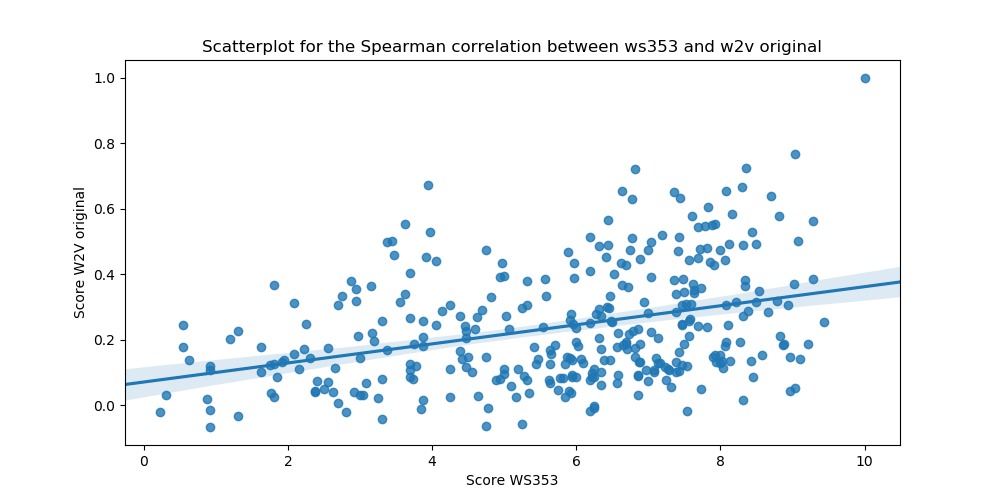 Scatterplot for the Spearman correlation between ws353 and w2v original
1.0
0.8
0.6
0.4
0.2
0.0
Score W2V original
0 2 4 6 8 10
Score WS353